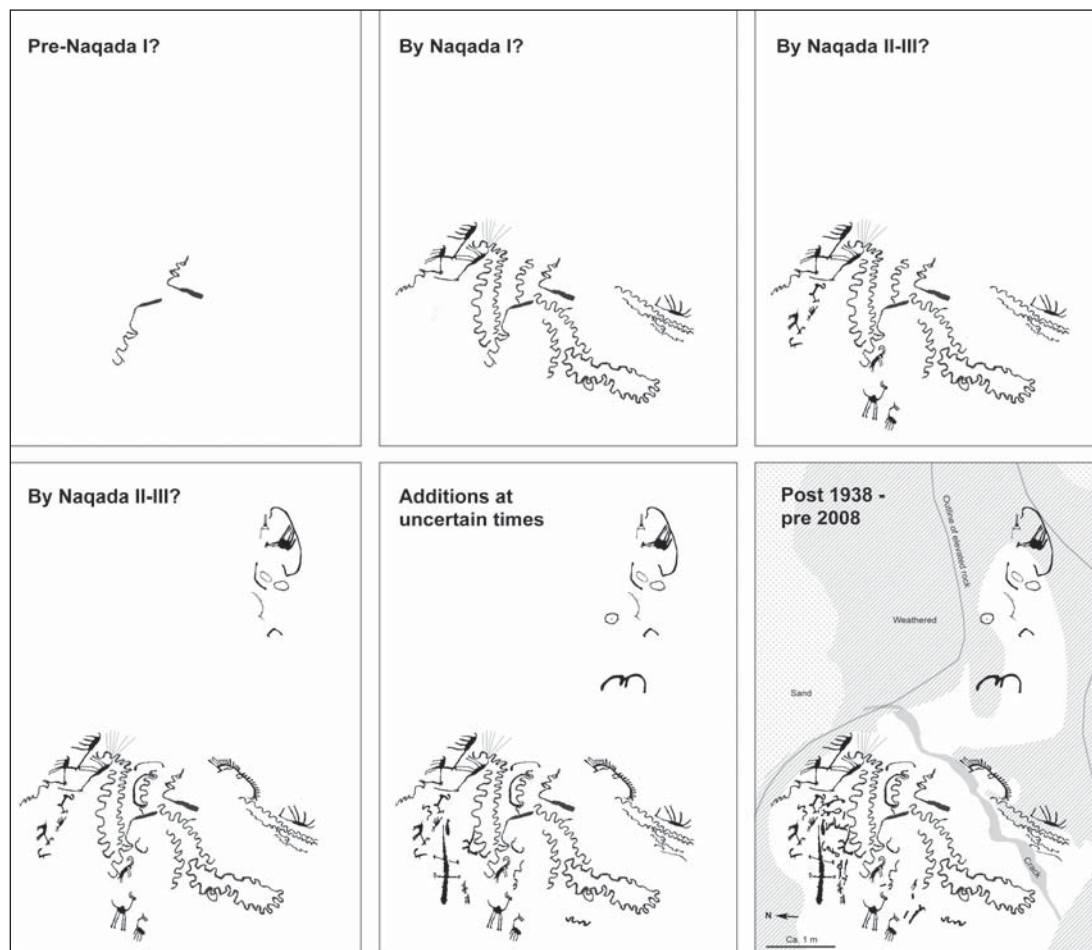 Pre-Naqada I?
By Naqada I?
By Naqada II-III?
By Naqada II-III?
Additions at
uncertain times
Post 1938 -
pre 2008
Outline of elevated rock
Weathered
Sand
Crack
N
Ca. 1 m